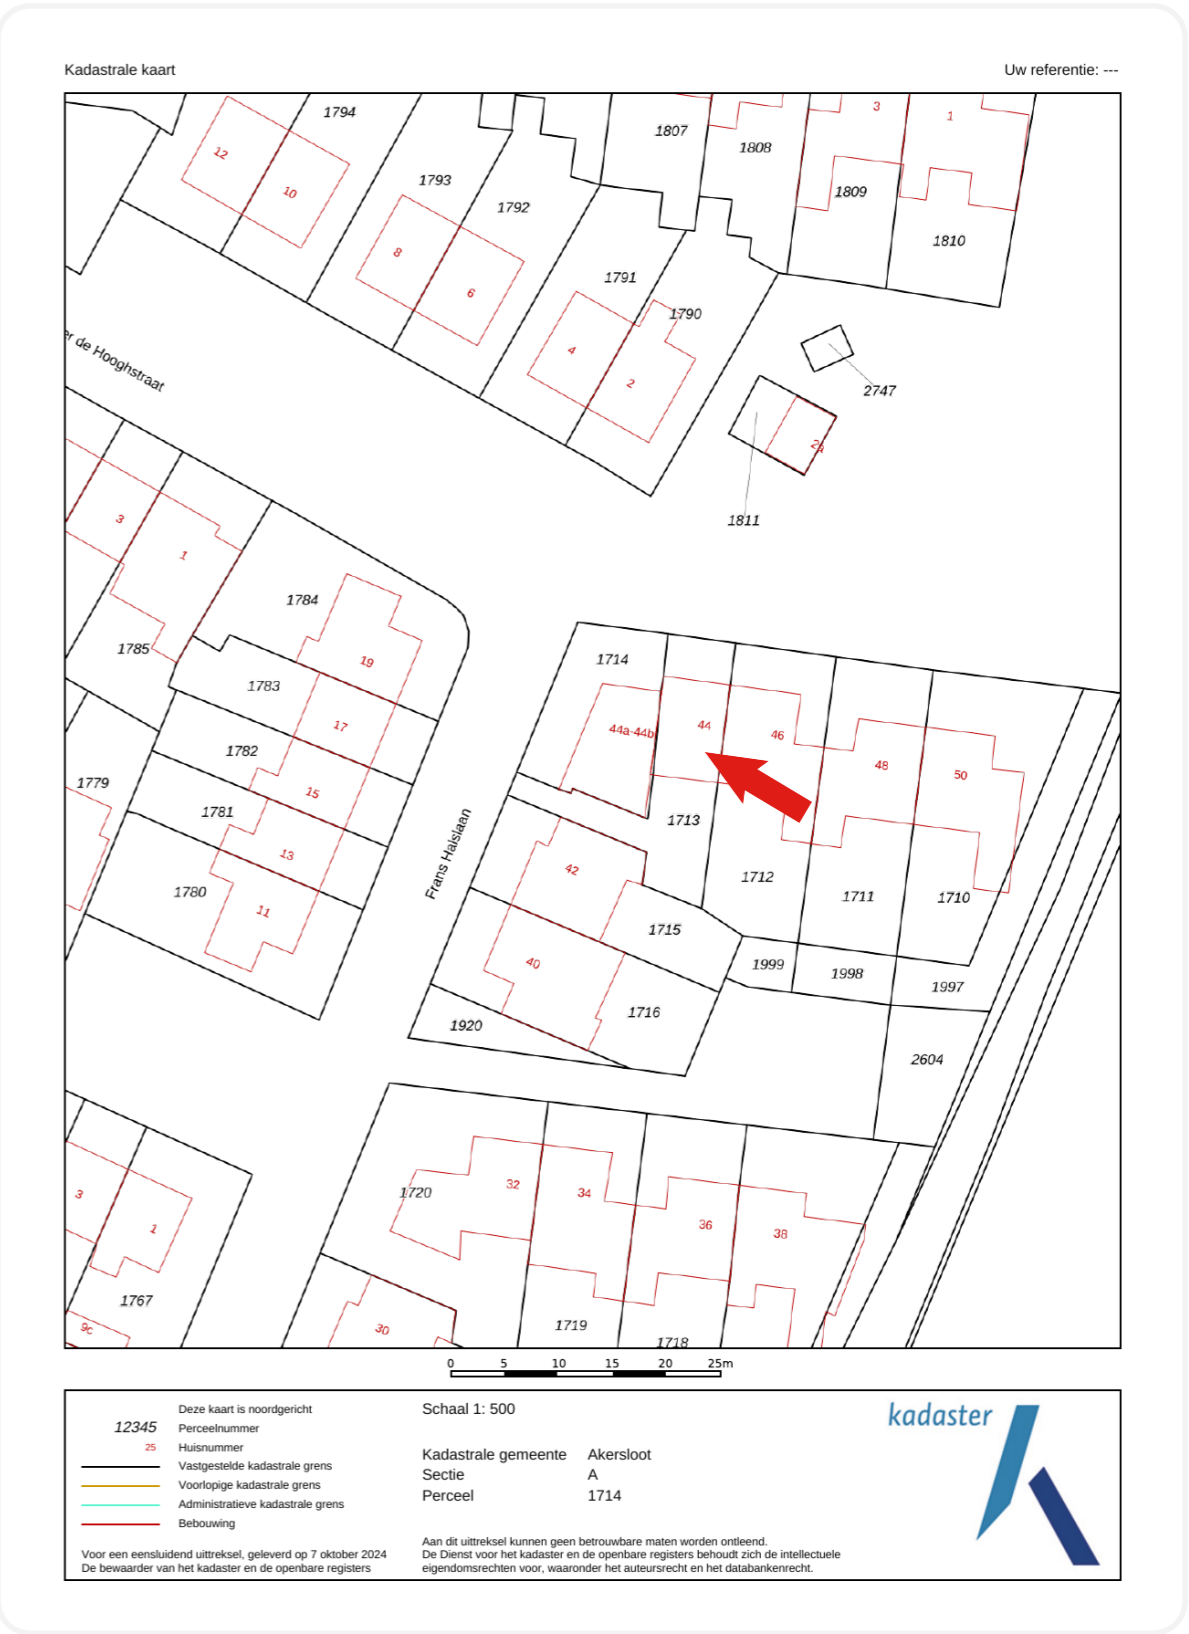 Kadastrale kaart
Uw referentie: ---
1794
1807
3
1
1808
12
10
1793
1792
1809
1810
8
6
1791
1790
4
2
2747
er de Hooghstraat
1811
3
1
1784
1785
19
1783
17
1782
15
1779
1781
13
1780
11
Frans Halslaan
1714
44a-44b
44
46
48
50
1713
1712
1711
1710
42
1715
40
1999
1998
1997
1716
1920
2604
1720
32
34
36
38
3
1
1767
9c
30
1719
1718
0 5 10 15 20 25m
Deze kaart is noordgericht
12345 Perceelnummer
25 Huisnummer
Vastgestelde kadastrale grens
Voorlopige kadastrale grens
Administratieve kadastrale grens
Bebouwing
Voor een eensluidend uittreksel, geleverd op 7 oktober 2024
De bewaarder van het kadaster en de openbare registers
Schaal 1: 500
Kadastrale gemeente Akersloot
Sectie A
Perceel 1714
Aan dit uittreksel kunnen geen betrouwbare maten worden ontleend.
De Dienst voor het kadaster en de openbare registers behoudt zich de intellectuele
eigendomsrechten voor, waaronder het auteursrecht en het databankenrecht.
kadaster